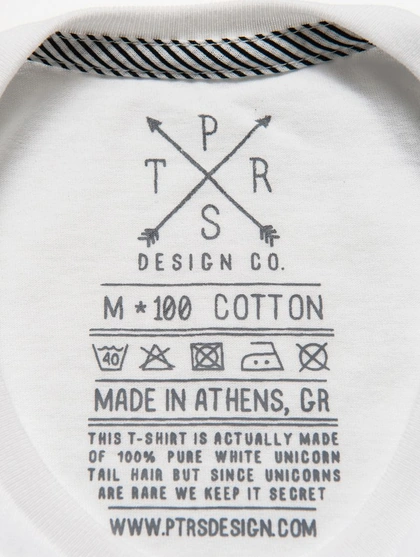 P
T R
S
DESIGN CO.
M * 100 COTTON
40
MADE IN ATHENS, GR
THIS T-SHIRT IS ACTUALLY MADE
OF 100% PURE WHITE UNICORN
TAIL HAIR BUT SINCE UNICORNS
ARE RARE WE KEEP IT SECRET
WWW.PTRSDESIGN.COM